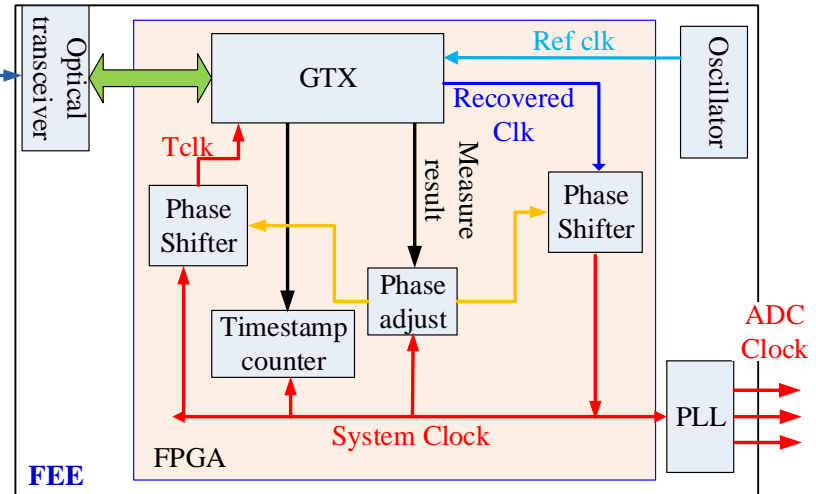 Optical
transceiver
GTX
Ref clk
Oscillator
Recovered
Clk
Tclk
Measure
result
Phase
Shifter
Phase
Shifter
Phase
adjust
Timestamp
counter
ADC
Clock
System Clock
PLL
FPGA
FEE